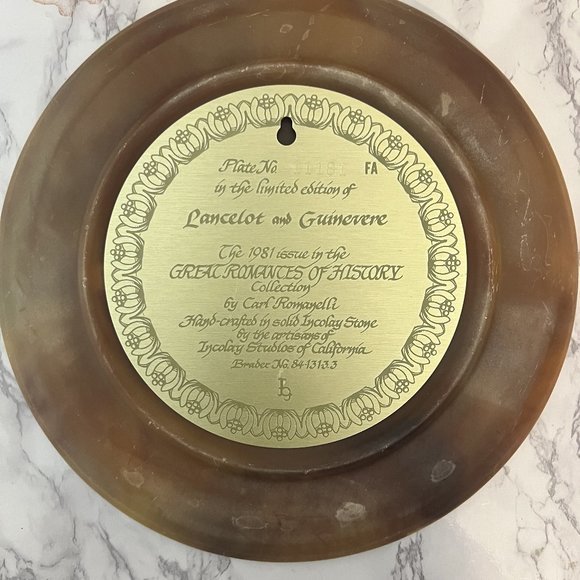 Plate No. FA
in the limited edition of
Lancelot and Guinevere
The 1981 issue in the
GREAT ROMANCES OF HISTORY
Collection
by Carl Romanelli
Hand-crafted in solid Incolay Stone
by the artisans of
Incolay Studios of California
Bradex No. 84-I3I3.3